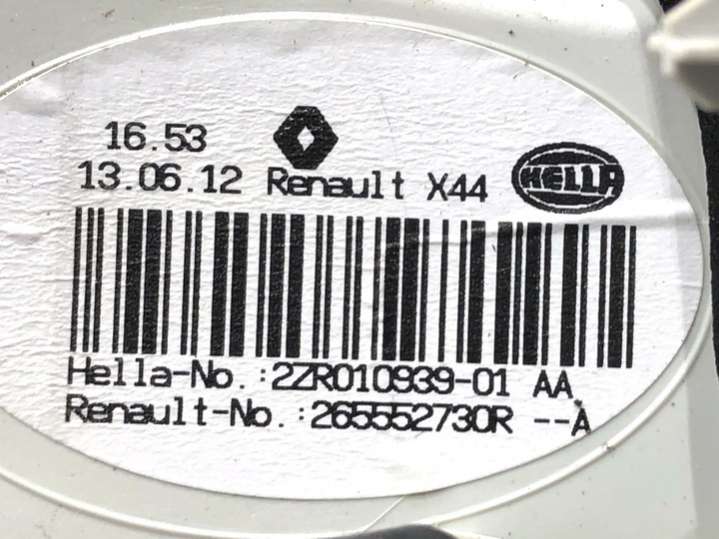 16.53
13.06.12 Renault X44 HELLA
Hella-No.:2ZR010939-01 AA
Renault-No.:265552730R --A